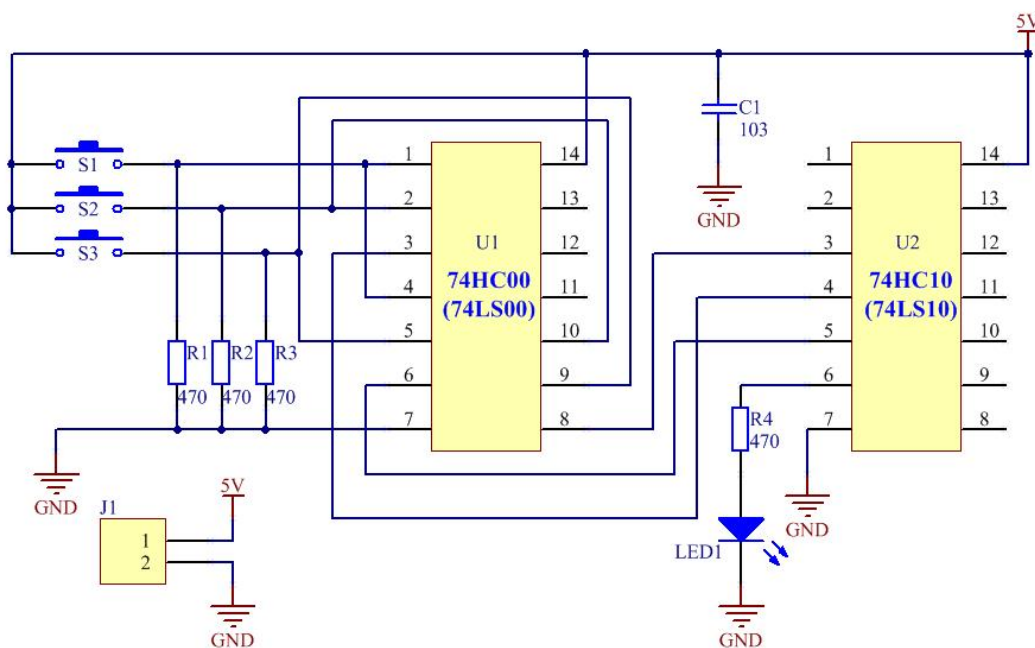 5V
C1
103
GND
S1
S2
S3
1
2
3
4
5
6
7
14
13
12
11
10
9
8
U1
74HC00
(74LS00)
1
2
3
4
5
6
7
14
13
12
11
10
9
8
U2
74HC10
(74LS10)
R1
470
R2
470
R3
470
GND
R4
470
LED1
GND
GND
J1
1
2
5V
GND